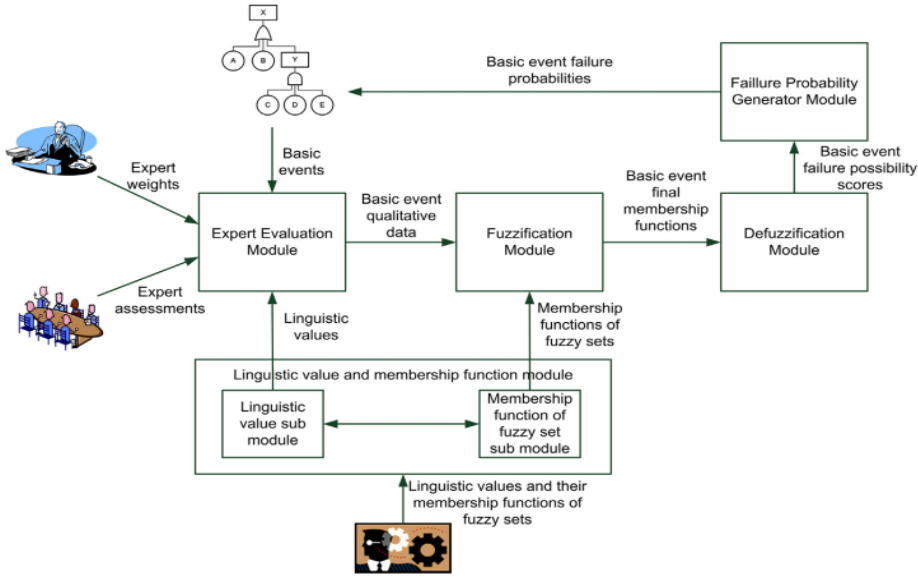 X
A
B
Y
C
D
E
Basic event failure
probabilities
Faillure Probability
Generator Module
Expert
weights
Basic
events
Basic event
failure possibility
scores
Expert Evaluation
Module
Basic event
qualitative
data
Fuzzification
Module
Basic event
final
membership
functions
Defuzzification
Module
Expert
assessments
Linguistic
values
Membership
functions of
fuzzy sets
Linguistic value and membership function module
Linguistic
value sub
module
Membership
function of
fuzzy set
sub module
Linguistic values and their
membership functions of
fuzzy sets